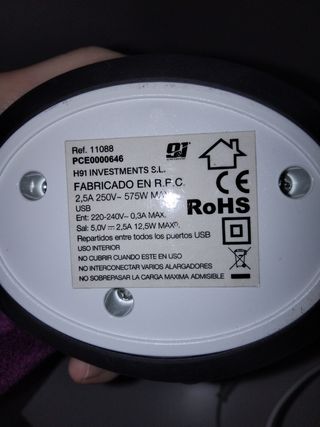 Ref. 11088
PCE0000646
H91 INVESTMENTS S.L.
FABRICADO EN R.F.C.
2,5A 250V~ 575W MAX
USB
Ent: 220-240V~ 0,3A MAX.
Sal: 5,0V⎓ 2,5A 12,5W MAX.
Repartidos entre todos los puertos USB
USO INTERIOR
NO CUBRIR CUANDO ESTE EN USO
NO INTERCONECTAR VARIOS ALARGADORES
NO SOBREPASAR LA CARGA MAXIMA ADMISIBLE
CE
RoHS